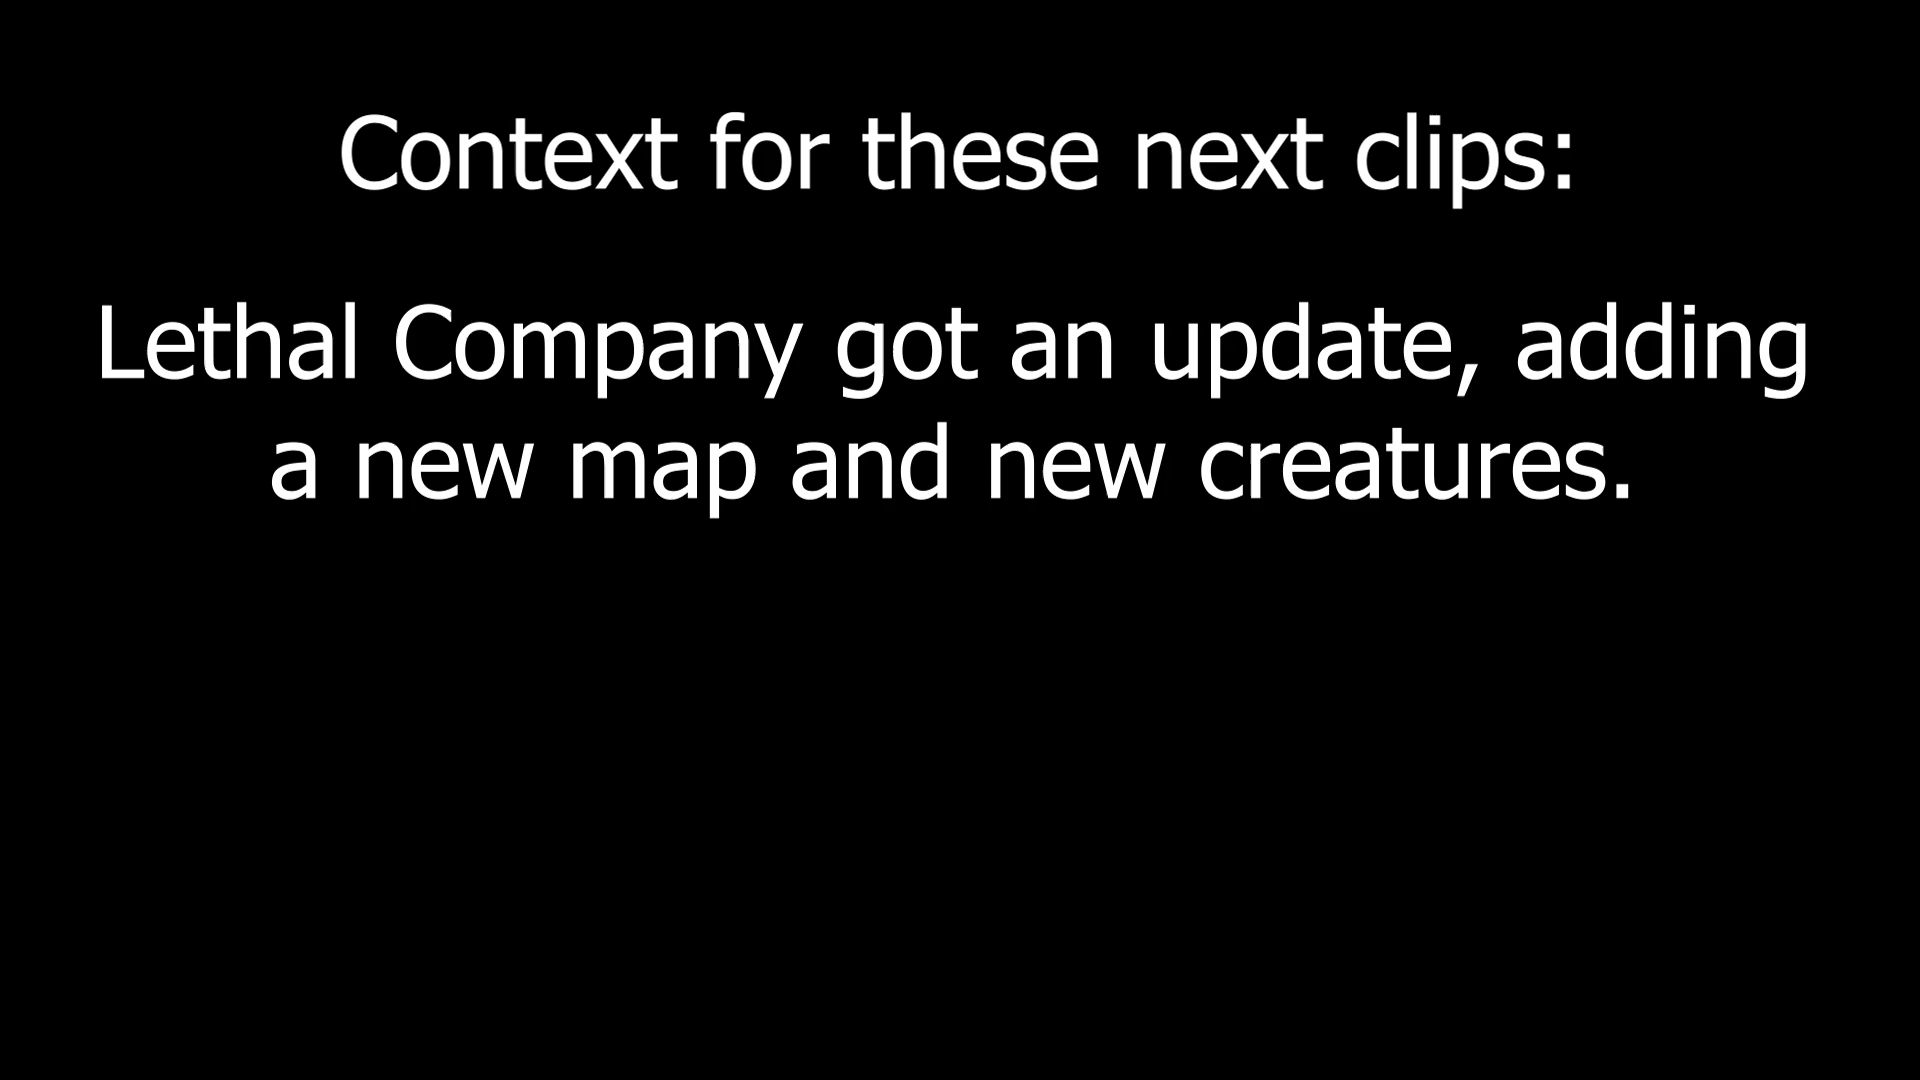 Context for these next clips:
Lethal Company got an update, adding
a new map and new creatures.